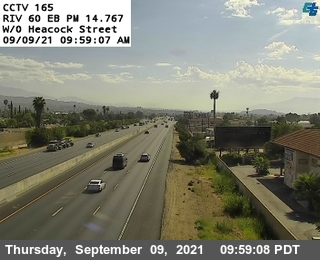 CCTV 165
RIV 60 EB PM 14.767
W/O Heacock Street
09/09/21 09:59:07 AM
Thursday, September 09, 2021 09:59:08 PDT